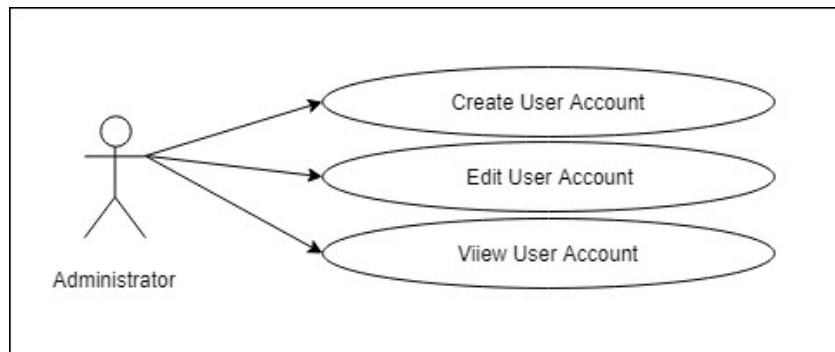 Create User Account
Edit User Account
Viiew User Account
Administrator